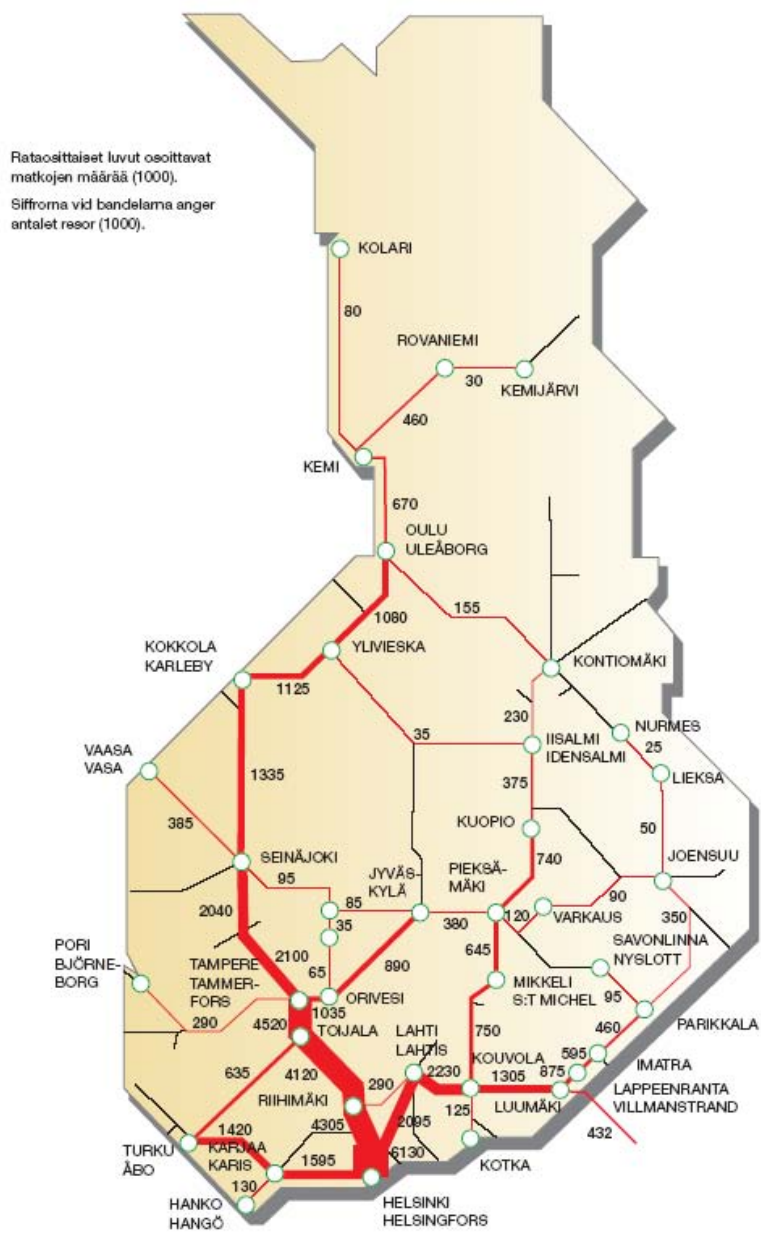 Rataosittaiset luvut osoittavat
matkojen määrää (1000).
Siffrorna vid bandelarna anger
antalet resor (1000).
KOLARI
80
ROVANIEMI
30
KEMIJÄRVI
460
KEMI
670
OULU
ULEÅBORG
155
1080
KOKKOLA
KARLEBY
YLIVIESKA
KONTIOMÄKI
1125
230
NURMES
35
IISALMI
IDENSALMI
25
VAASA
VASA
LIEKSA
1335
375
385
KUOPIO
50
SEINÄJOKI
740
JOENSUU
95
JYVÄS-
KYLÄ
PIEKSÄ-
MÄKI
90
85
2040
35
380
120
VARKAUS
350
PORI
BJÖRNE-
BORG
2100
645
SAVONLINNA
NYSLOTT
TAMPERE
TAMMER-
FORS
65
890
MIKKELI
S:T MICHEL
95
1035
ORIVESI
PARIKKALA
290
4520
TOIJALA
LAHTI
LAHTIS
750
460
KOUVOLA
595
IMATRA
635
4120
290
2230
1305
875
LAPPEENRANTA
VILLMANSTRAND
RIIHIMÄKI
LUUMÄKI
125
1420
4305
2095
432
TURKU
ÅBO
KARJAA
KARIS
1595
6130
KOTKA
130
HANKO
HANGÖ
HELSINKI
HELSINGFORS